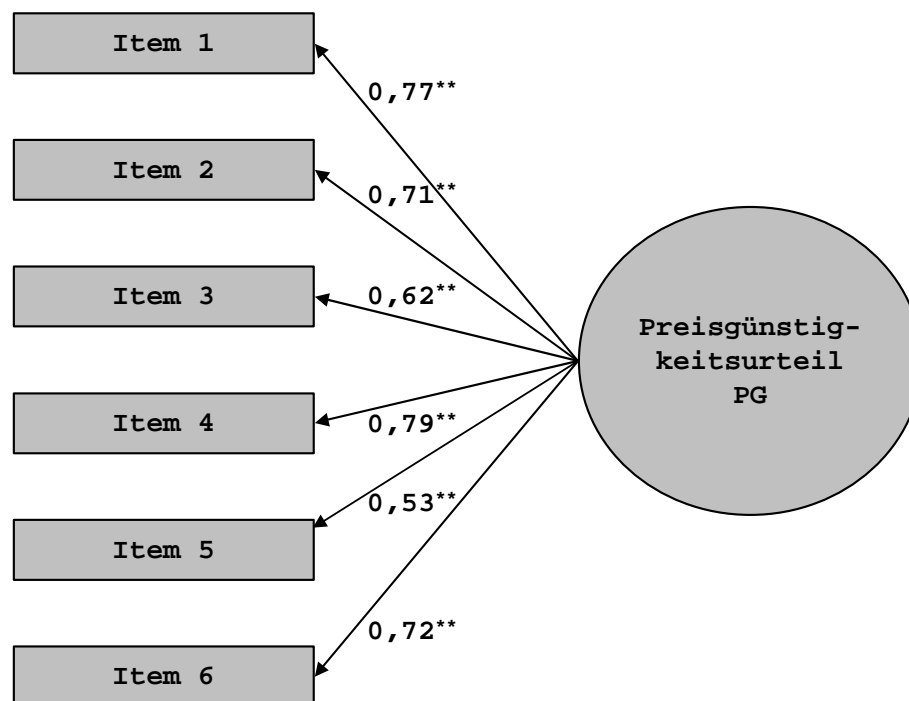 Item 1
0,77**
Item 2
0,71**
Item 3
0,62**
Preisgünstig-
keitsurteil
PG
Item 4
0,79**
0,53**
Item 5
0,72**
Item 6